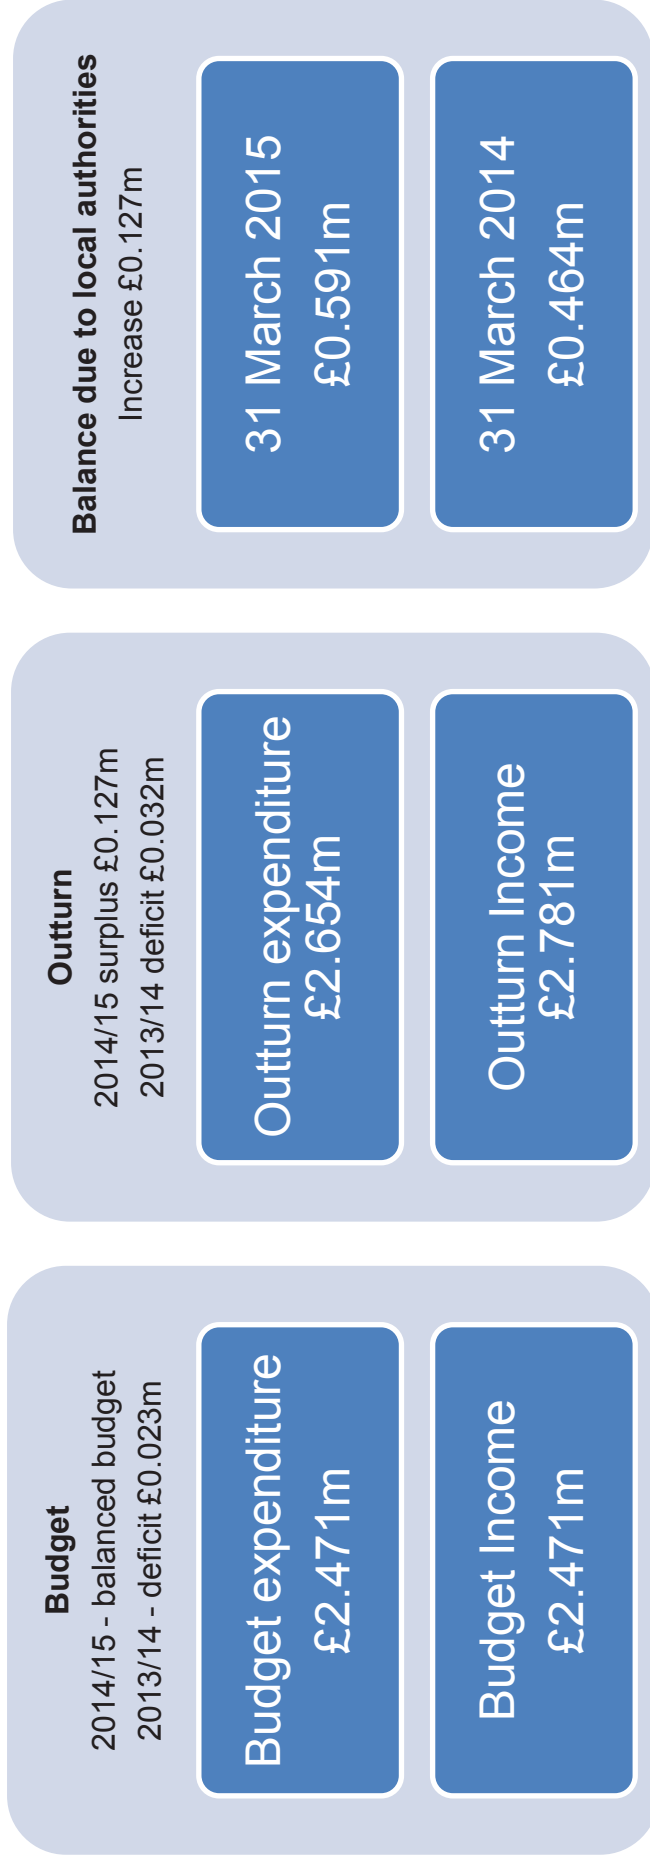 Budget
2014/15 - balanced budget
2013/14 - deficit £0.023m
Budget expenditure
£2.471m
Budget Income
£2.471m
Outturn
2014/15 surplus £0.127m
2013/14 deficit £0.032m
Outturn expenditure
£2.654m
Outturn Income
£2.781m
Balance due to local authorities
Increase £0.127m
31 March 2015
£0.591m
31 March 2014
£0.464m